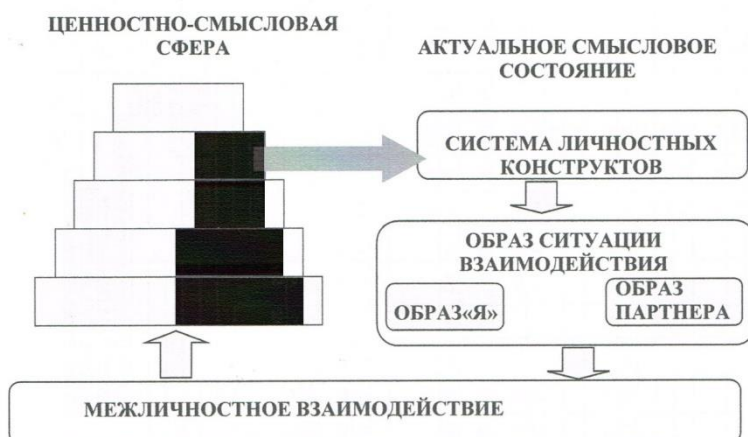 ЦЕННОСТНО-СМЫСЛОВАЯ
СФЕРА
АКТУАЛЬНОЕ СМЫСЛОВОЕ
СОСТОЯНИЕ
СИСТЕМА ЛИЧНОСТНЫХ
КОНСТРУКТОВ
ОБРАЗ СИТУАЦИИ
ВЗАИМОДЕЙСТВИЯ
ОБРАЗ«Я»
ОБРАЗ
ПАРТНЕРА
МЕЖЛИЧНОСТНОЕ ВЗАИМОДЕЙСТВИЕ